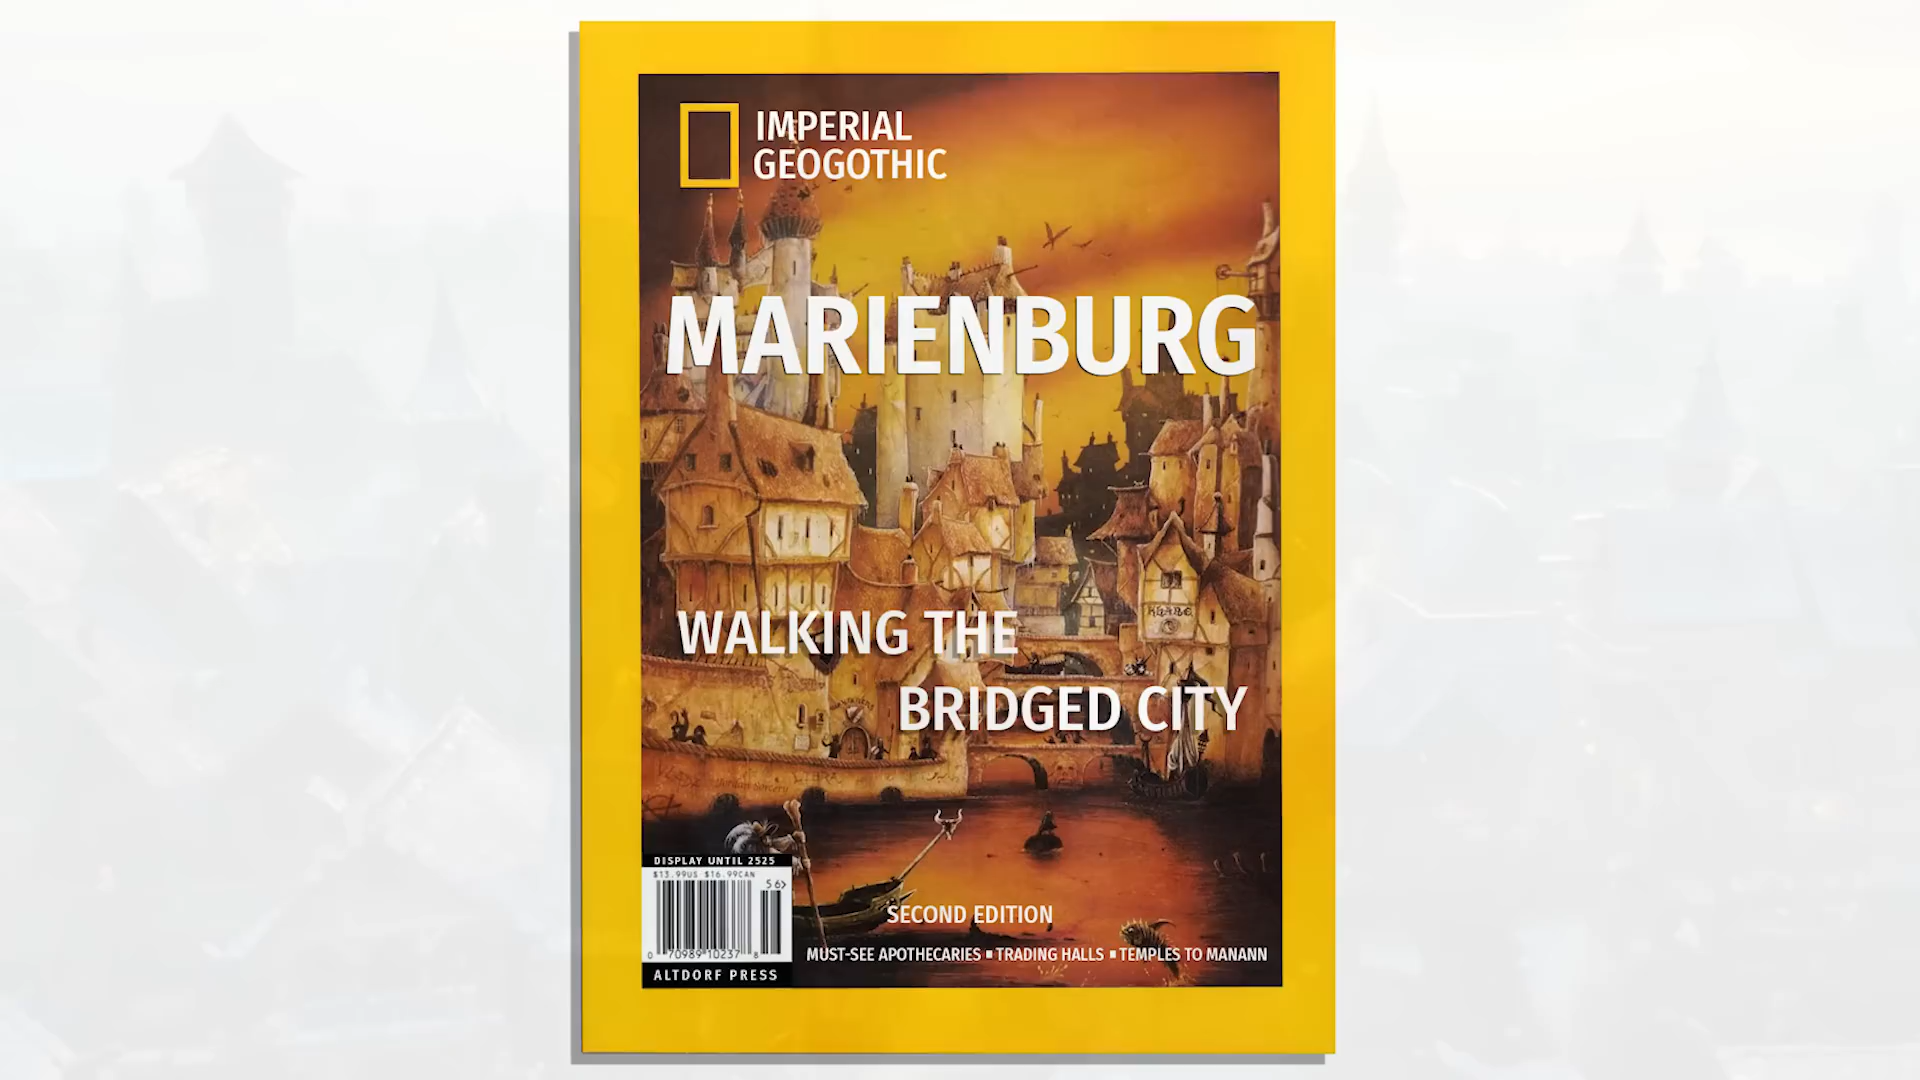 IMPERIAL
GEOGOTHIC
MARIENBURG
WALKING THE
BRIDGED CITY
DISPLAY UNTIL 2525
$13.99US $16.99CAN
56>
0 70989 10237 8
ALTDORF PRESS
SECOND EDITION
MUST-SEE APOTHECARIES ▪ TRADING HALLS ▪ TEMPLES TO MANANN